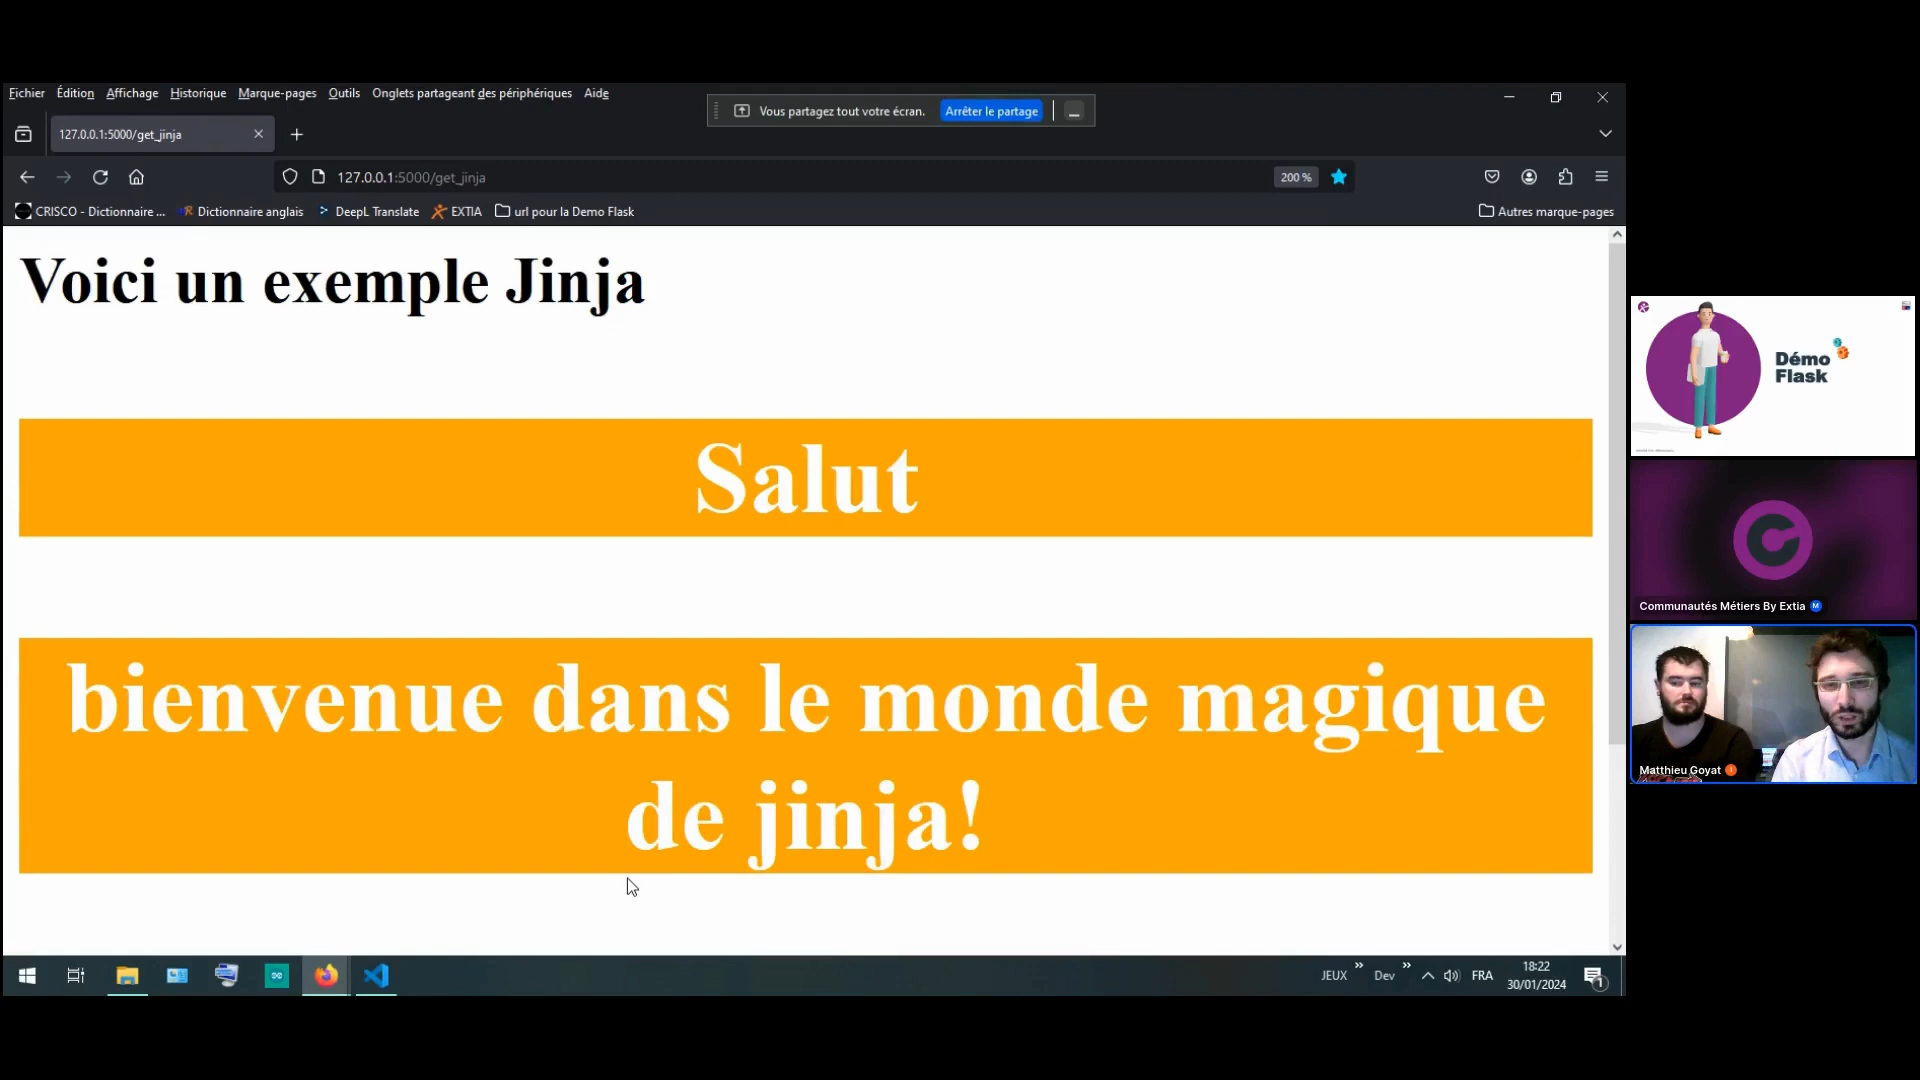 Fichier Édition Affichage Historique Marque-pages Outils Onglets partageant des périphériques Aide
Vous partagez tout votre écran. Arrêter le partage
127.0.0.1:5000/get_jinja
127.0.0.1:5000/get_jinja 200 %
CRISCO - Dictionnaire ... Dictionnaire anglais DeepL Translate EXTIA url pour la Demo Flask Autres marque-pages
Voici un exemple Jinja
Salut
bienvenue dans le monde magique
de jinja!
Démo
Flask
Communautés Métiers By Extia M
Matthieu Goyat
JEUX Dev FRA 18:22
30/01/2024
1